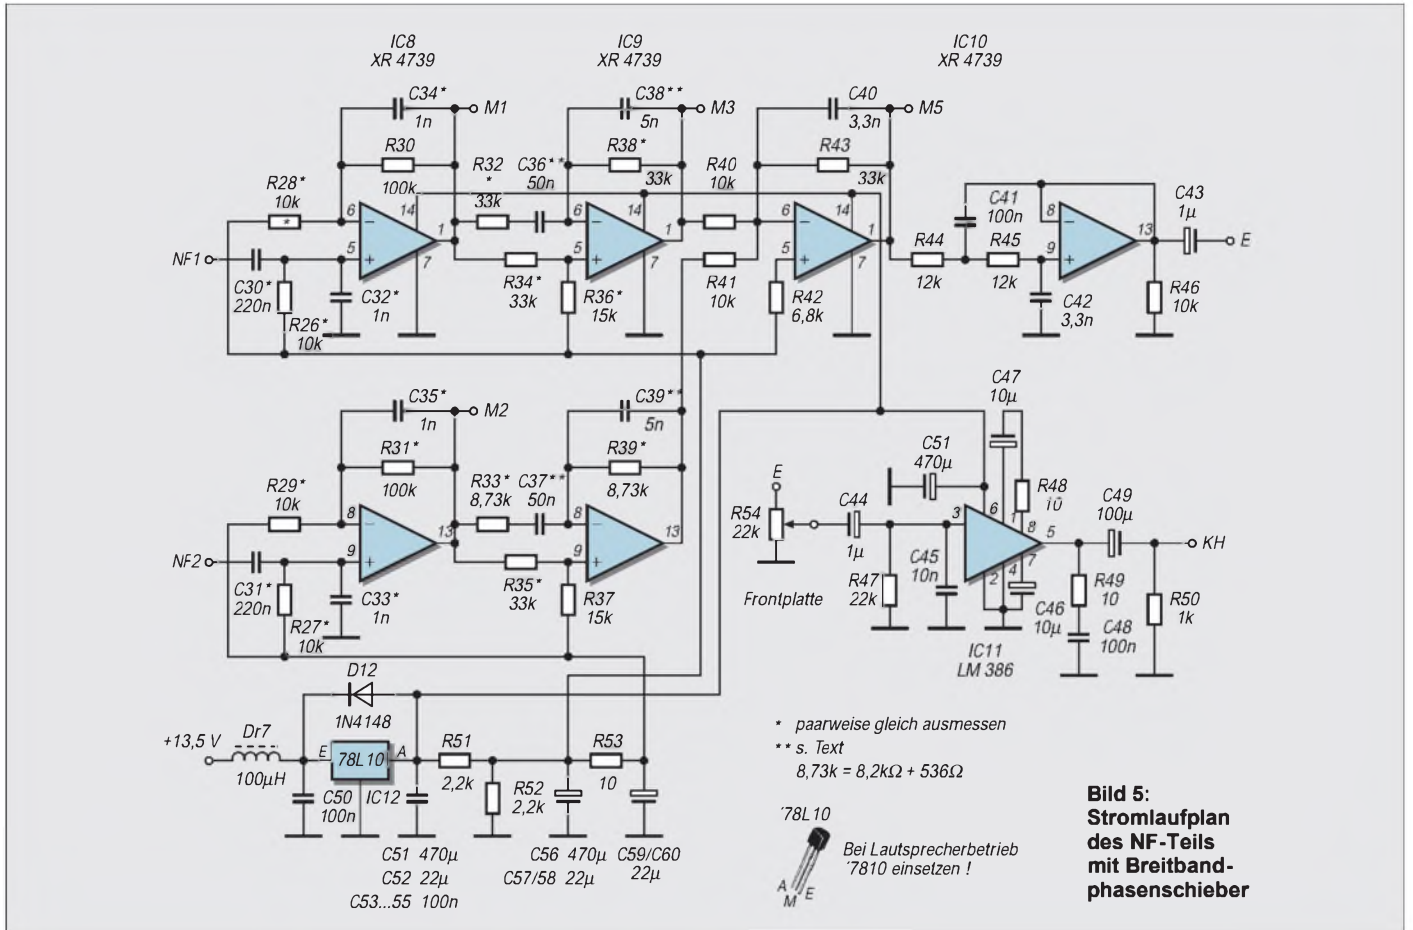 IC8
XR 4739
IC9
XR 4739
IC10
XR 4739
C34*
1n
M1
C38**
5n
M3
C40
3,3n
M5
R30
100k
R32
*
33k
C36**
50n
R38*
33k
R40
10k
R43
33k
R28*
10k
*
C41
100n
C43
1µ
6
5
14
1
7
6
5
14
1
7
6
5
14
1
7
8
9
13
NF1
C30*
220n
R26*
10k
C32*
1n
R34*
33k
R36*
15k
R41
10k
R42
6,8k
R44
12k
R45
12k
C42
3,3n
R46
10k
E
C35*
1n
M2
C39**
5n
R31*
100k
R33*
8,73k
C37**
50n
R39*
8,73k
R29*
10k
8
9
13
8
9
13
NF2
C31*
220n
R27*
10k
C33*
1n
R35*
33k
R37
15k
C47
10µ
C51
470µ
E
R54
22k
C44
1µ
Frontplatte
R47
22k
C45
10n
3
6
1
8
5
7
4
2
R48
10
C49
100µ
KH
C46
10µ
R49
10
C48
100n
R50
1k
IC11
LM 386
D12
1N4148
+13,5 V
Dr7
100µH
E
78L10
A
C50
100n
IC12
R51
2,2k
R52
2,2k
R53
10
C51 470µ
C52 22µ
C53...55 100n
C56 470µ
C57/58 22µ
C59/C60
22µ
* paarweise gleich ausmessen
** s. Text
8,73k = 8,2kΩ + 536Ω
'78L10
A
M
E
Bei Lautsprecherbetrieb
'7810 einsetzen !
Bild 5:
Stromlaufplan
des NF-Teils
mit Breitband-
phasenschieber